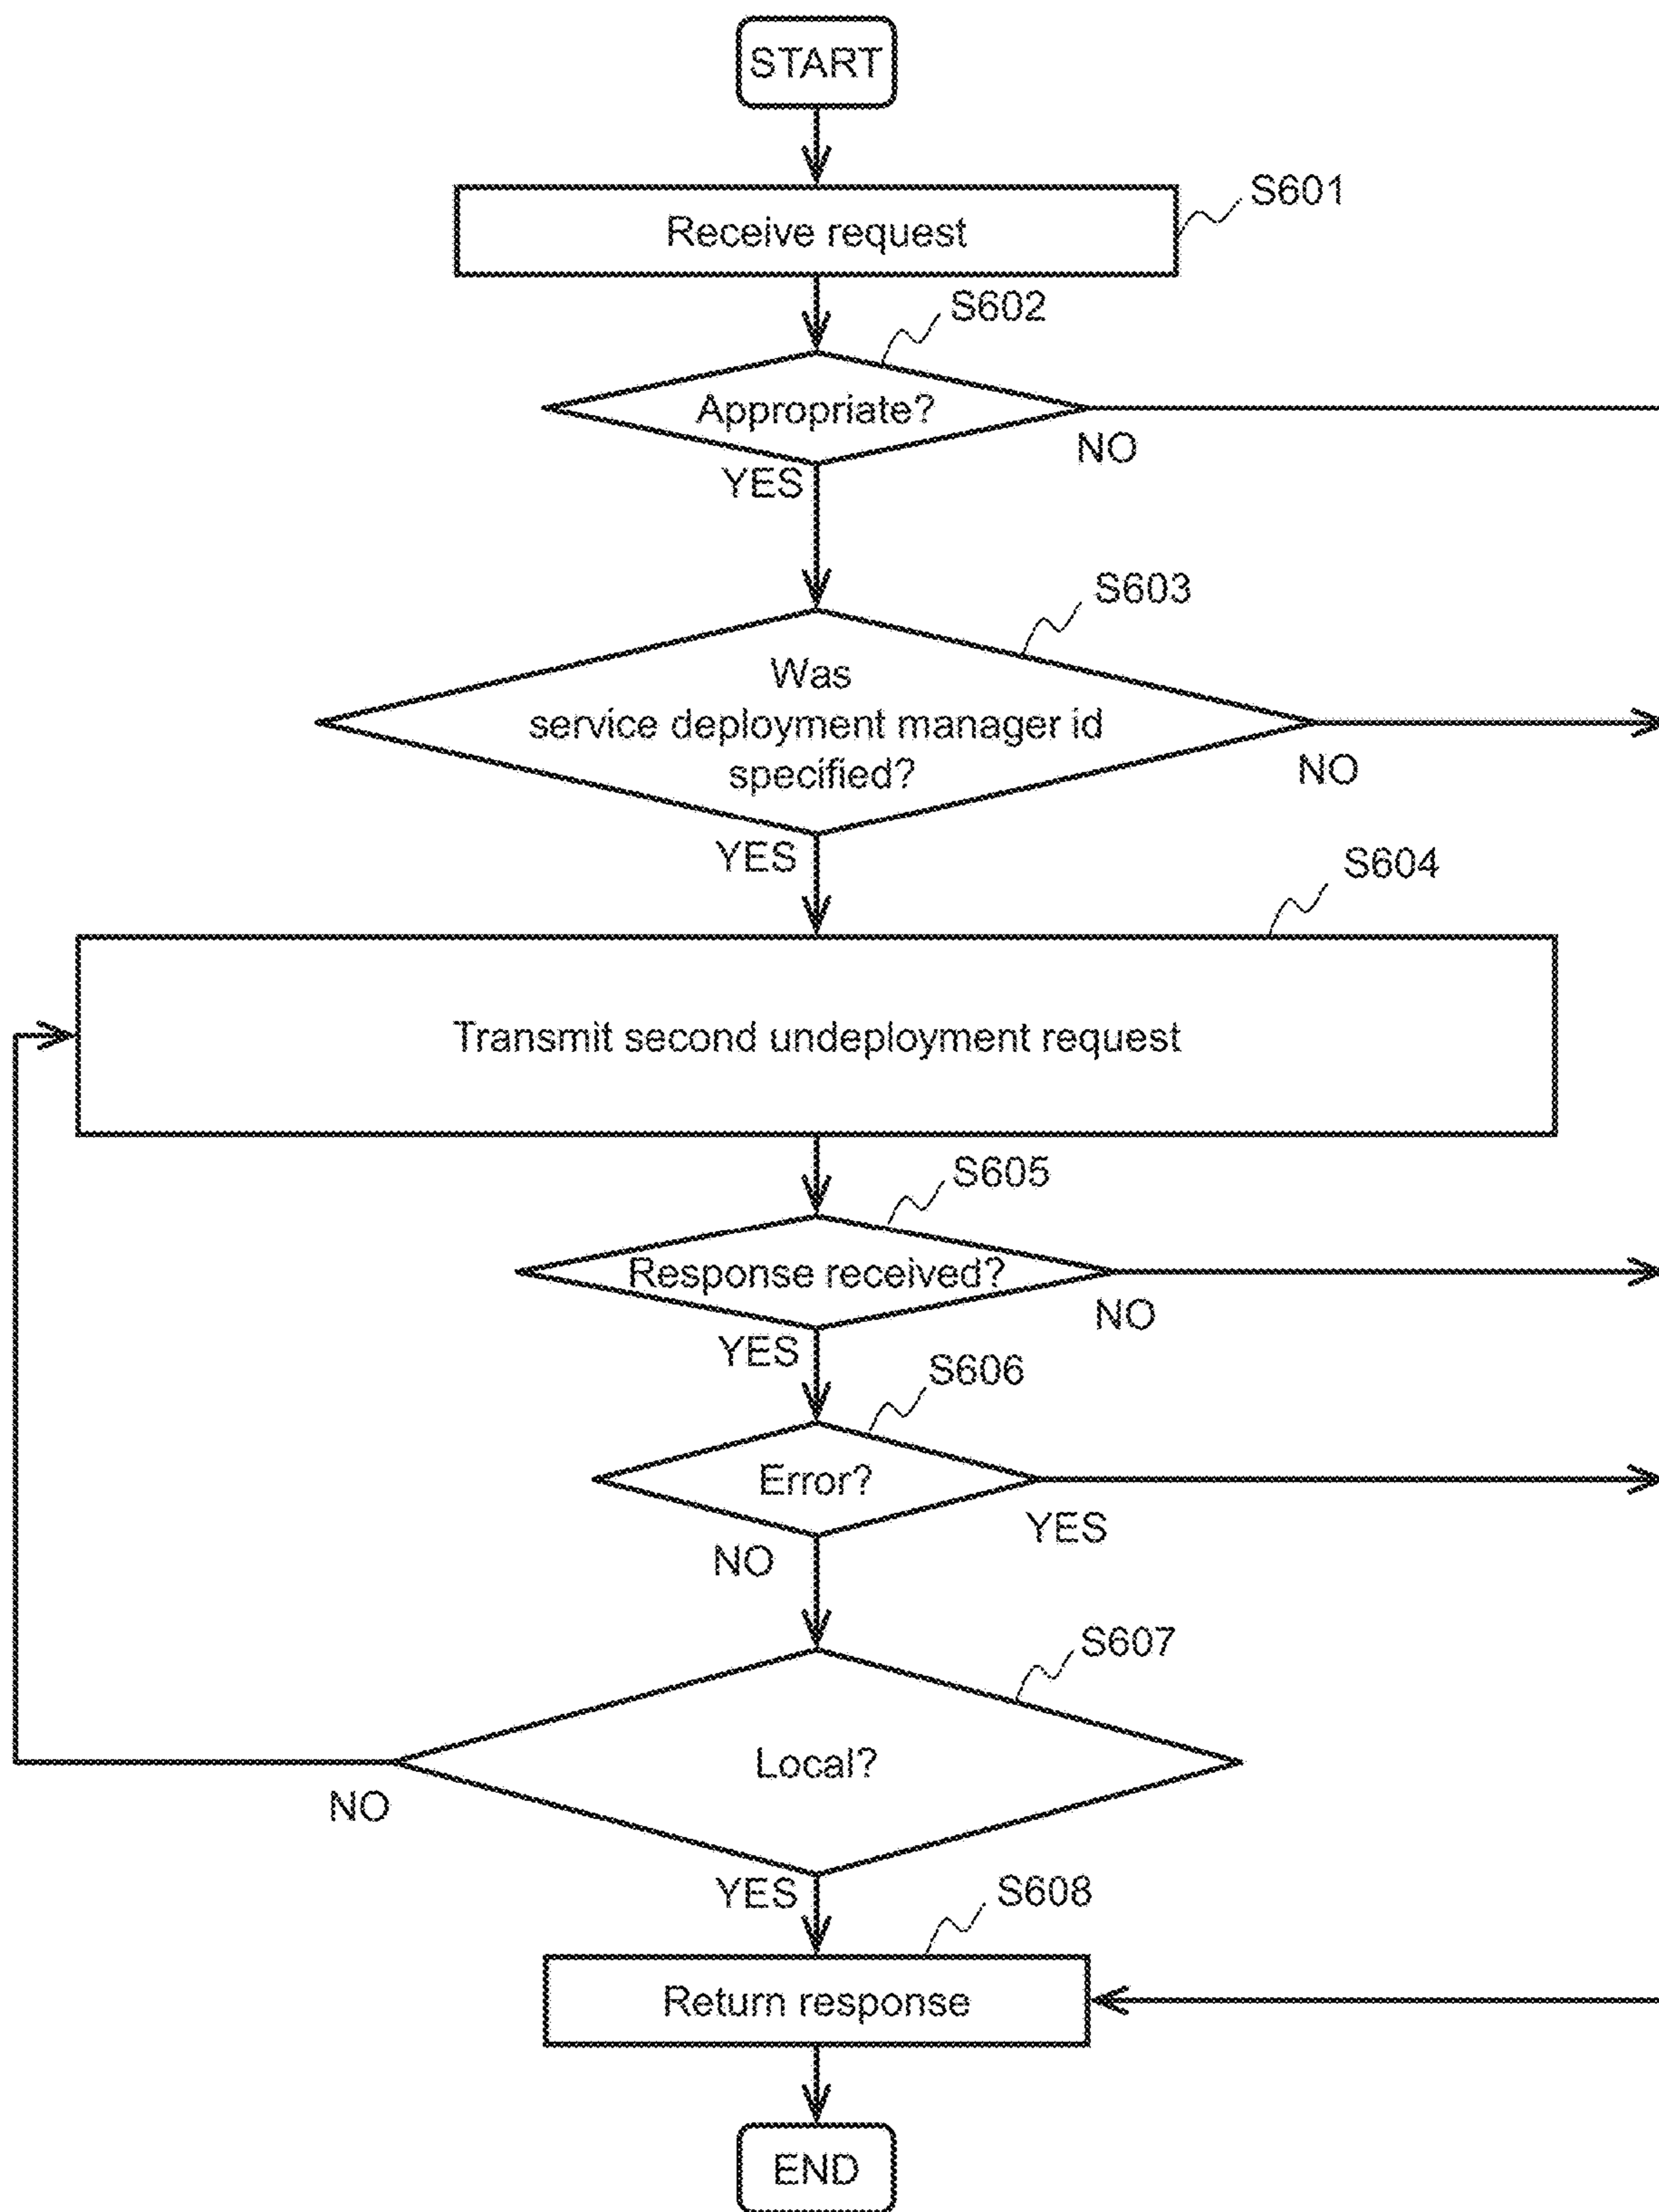 START
S601
Receive request
S602
Appropriate?
NO
YES
S603
Was
service deployment manager id
specified?
NO
YES
S604
Transmit second undeployment request
S605
Response received?
NO
YES
S606
Error?
YES
NO
S607
Local?
NO
YES
S608
Return response
END